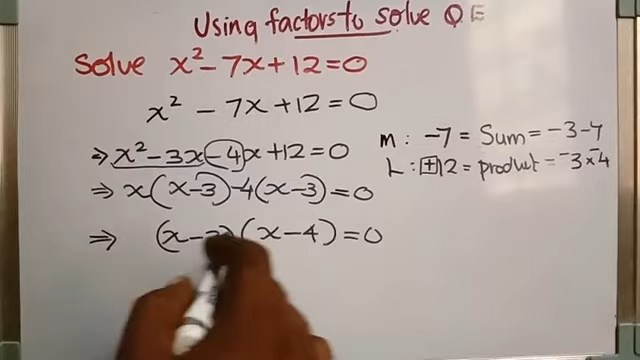 Using factors to solve QE
Solve x² - 7x + 12 = 0
x² - 7x + 12 = 0
⇒ x² - 3x - 4x + 12 = 0
⇒ x(x - 3) - 4(x - 3) = 0
⇒ (x - 3)(x - 4) = 0
m: -7 = Sum = -3 - 4
L: +12 = product = -3 x -4